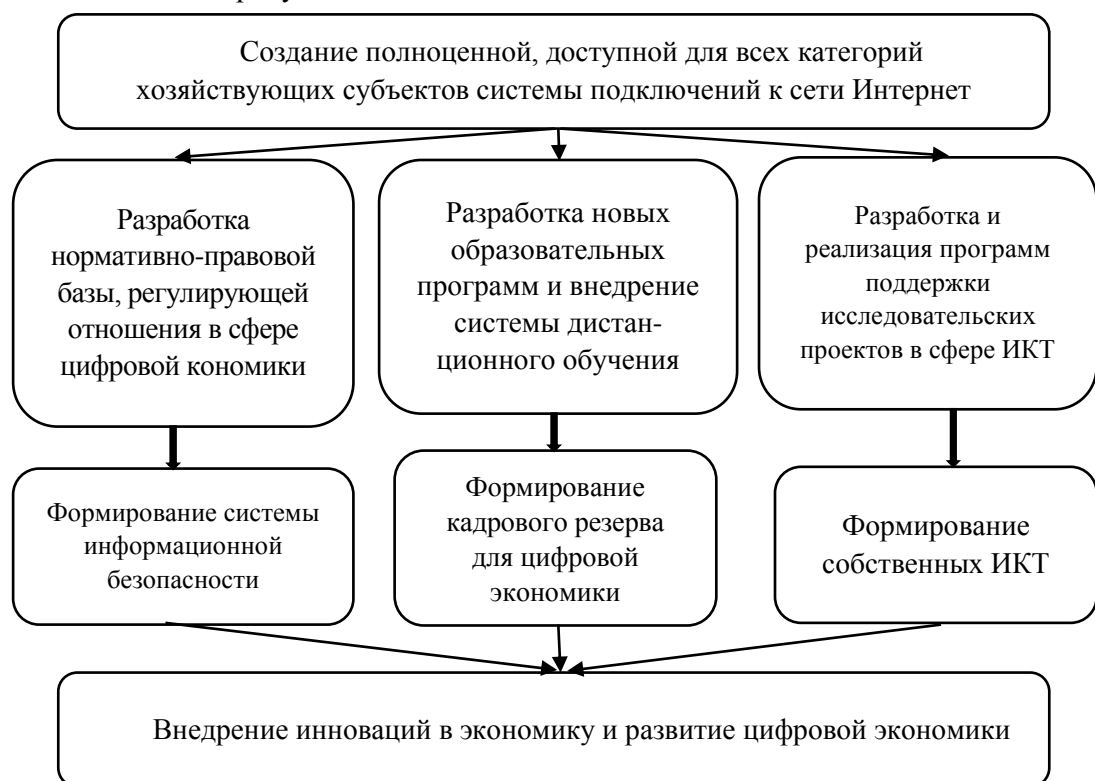 Создание полноценной, доступной для всех категорий
хозяйствующих субъектов системы подключений к сети Интернет
Разработка
нормативно-правовой
базы, регулирующей
отношения в сфере
цифровой кономики
Разработка новых
образовательных
программ и внедрение
системы дистан-
ционного обучения
Разработка и
реализация программ
поддержки
исследовательских
проектов в сфере ИКТ
Формирование системы
информационной
безопасности
Формирование
кадрового резерва
для цифровой
экономики
Формирование
собственных ИКТ
Внедрение инноваций в экономику и развитие цифровой экономики